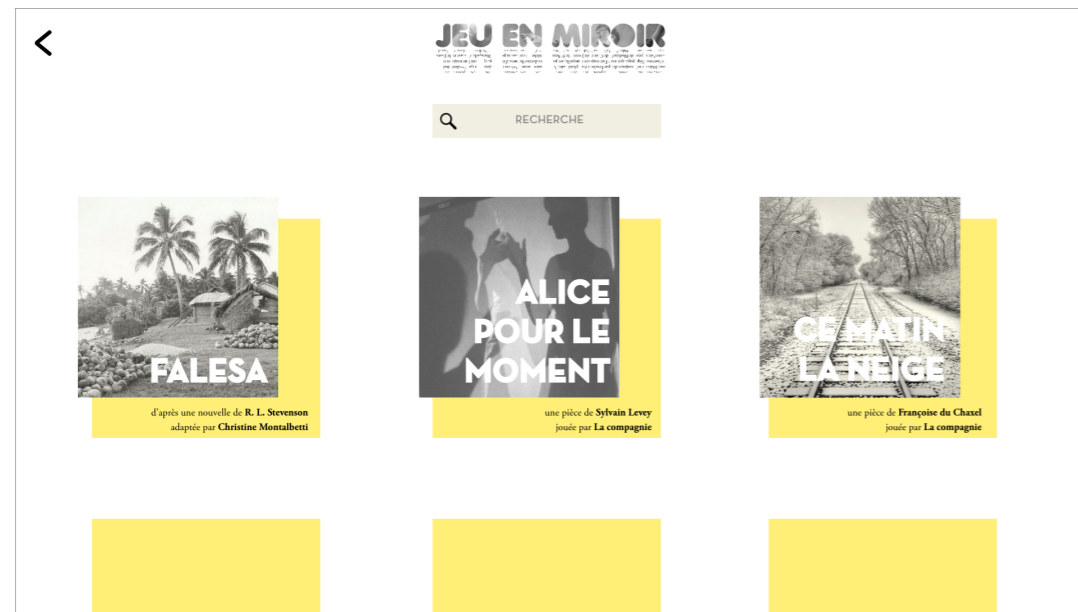 JEU EN MIROIR
RECHERCHE
FALESA
d'après une nouvelle de R. L. Stevenson
adaptée par Christine Montalbetti
ALICE
POUR LE
MOMENT
une pièce de Sylvain Levey
jouée par La compagnie
CE MATIN
LA NEIGE
une pièce de Françoise du Chaxel
jouée par La compagnie